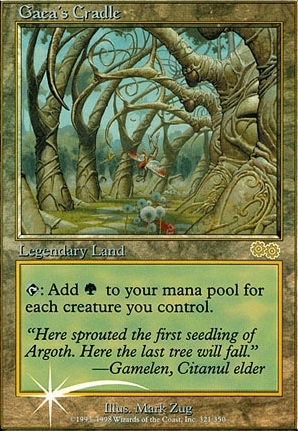 Gaea's Cradle
Legendary Land
: Add to your mana pool for
each creature you control.
"Here sprouted the first seedling of
Argoth. Here the last tree will fall."
—Gamelen, Citanul elder
Illus. Mark Zug
©1993-1998 Wizards of the Coast, Inc. 321/350